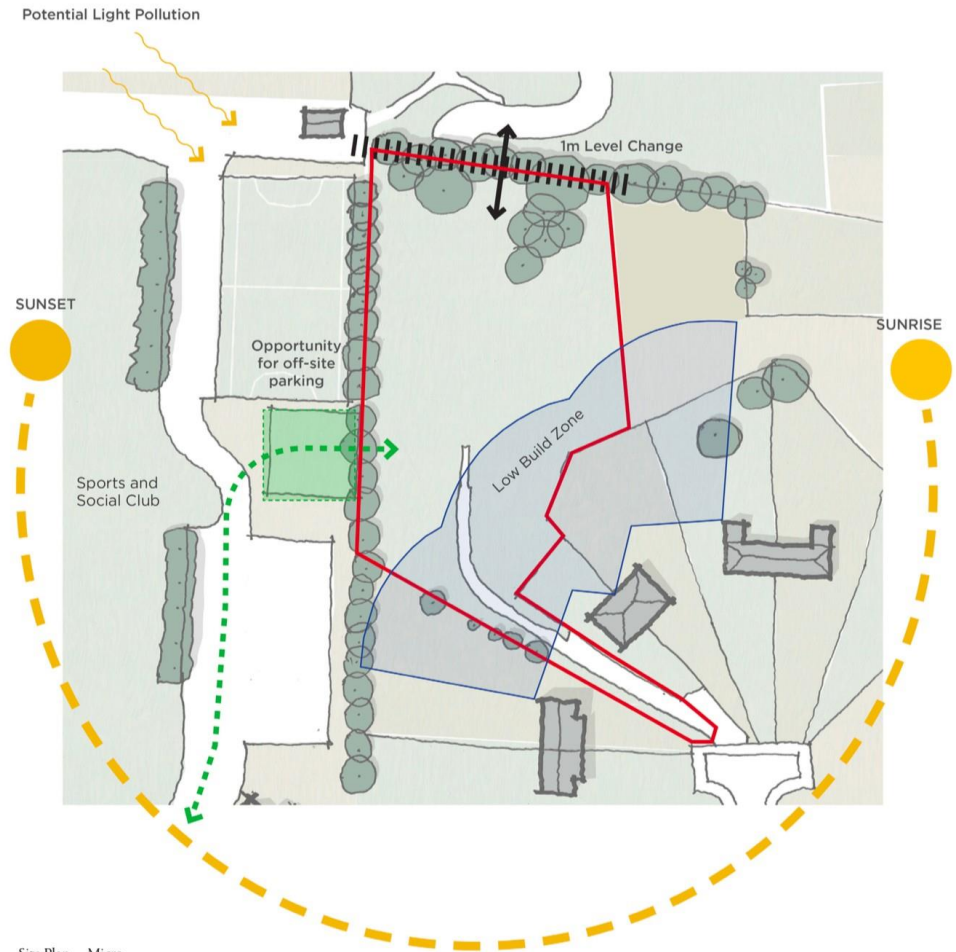 Potential Light Pollution
1m Level Change
SUNSET
SUNRISE
Opportunity
for off-site
parking
Low Build Zone
Sports and
Social Club